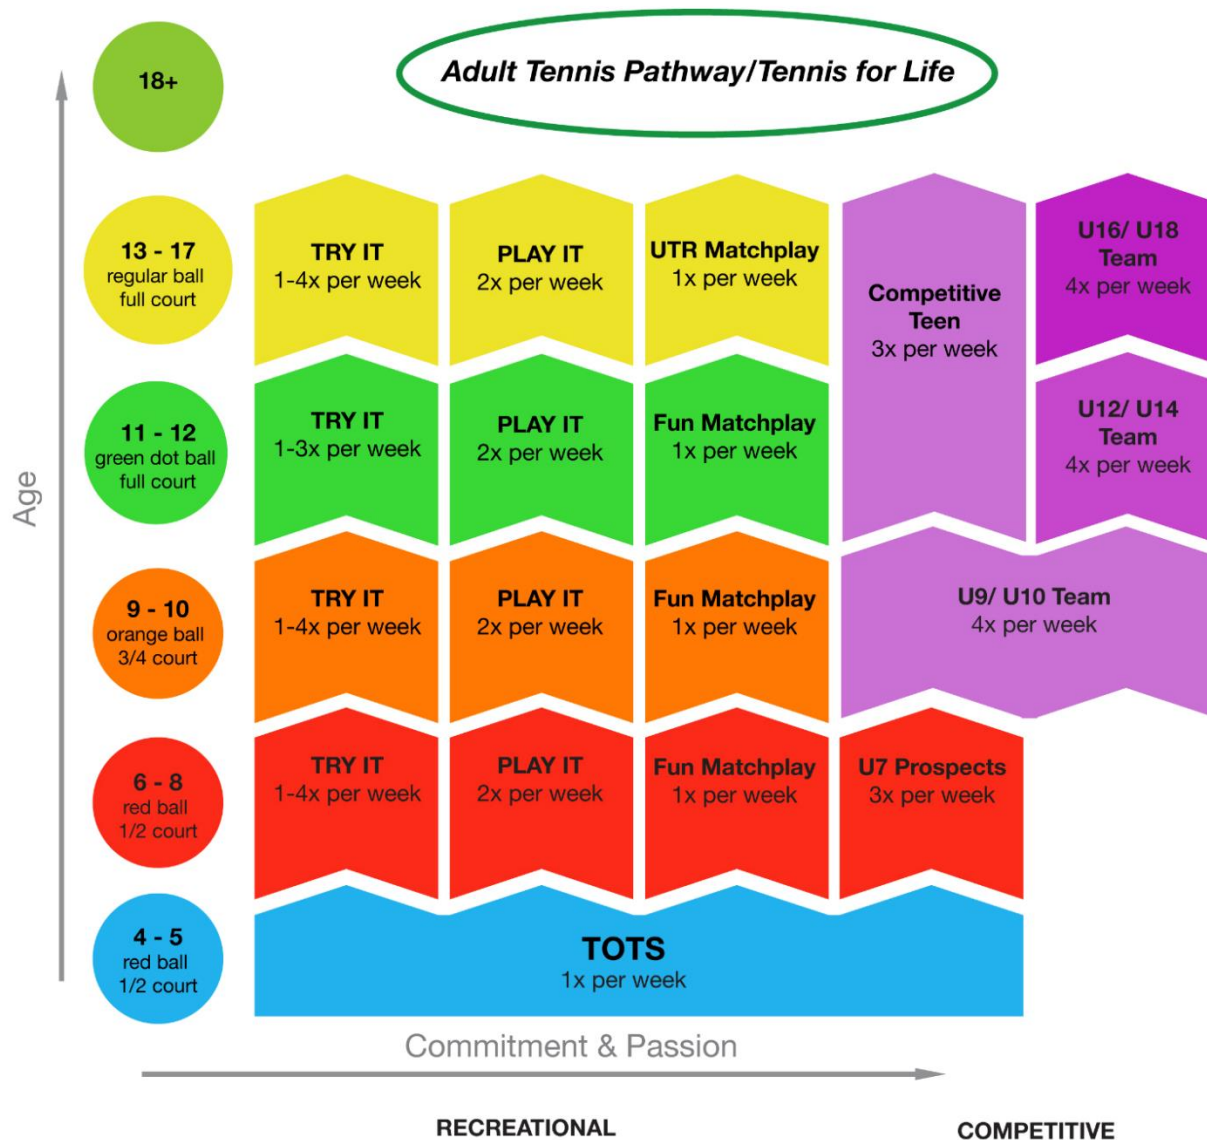 18+
Adult Tennis Pathway/Tennis for Life
13 - 17
regular ball
full court
TRY IT
1-4x per week
PLAY IT
2x per week
UTR Matchplay
1x per week
Competitive
Teen
3x per week
U16/ U18
Team
4x per week
11 - 12
green dot ball
full court
TRY IT
1-3x per week
PLAY IT
2x per week
Fun Matchplay
1x per week
U12/ U14
Team
4x per week
Age
9 - 10
orange ball
3/4 court
TRY IT
1-4x per week
PLAY IT
2x per week
Fun Matchplay
1x per week
U9/ U10 Team
4x per week
6 - 8
red ball
1/2 court
TRY IT
1-4x per week
PLAY IT
2x per week
Fun Matchplay
1x per week
U7 Prospects
3x per week
4 - 5
red ball
1/2 court
TOTS
1x per week
Commitment & Passion
RECREATIONAL
COMPETITIVE